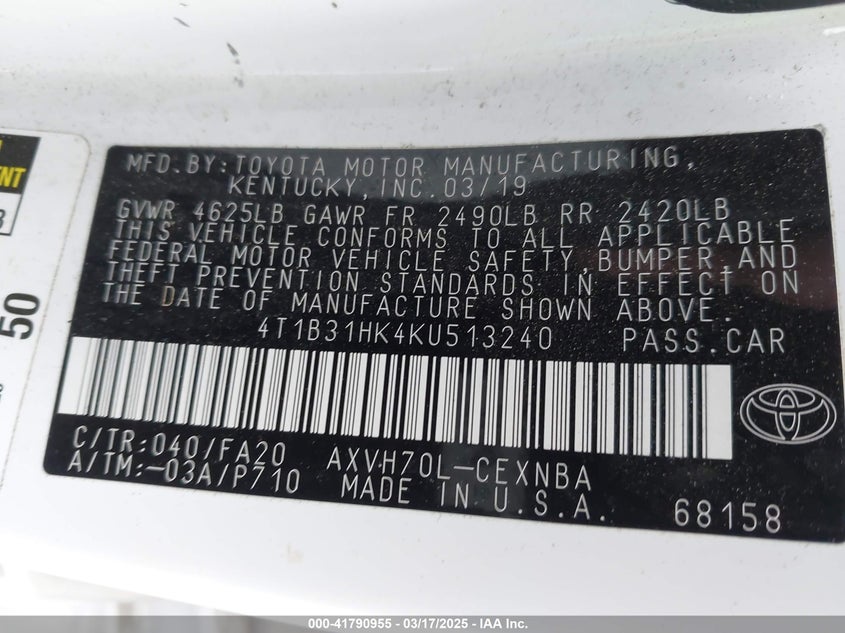 MFD.BY:TOYOTA MOTOR MANUFACTURING,
KENTUCKY,INC.03/19
GVWR 4625LB GAWR FR 2490LB RR 2420LB
THIS VEHICLE CONFORMS TO ALL APPLICABLE
FEDERAL MOTOR VEHICLE SAFETY,BUMPER,AND
THEFT PREVENTION STANDARDS IN EFFECT ON
THE DATE OF MANUFACTURE SHOWN ABOVE.
4T1B31HK4KU513240 PASS.CAR
C/TR:040/FA20 AXVH70L-CEXNBA
A/TM:-03A/P710 MADE IN U.S.A.
68158
50
000-41790955 | 03/17/2025 - IAA Inc.